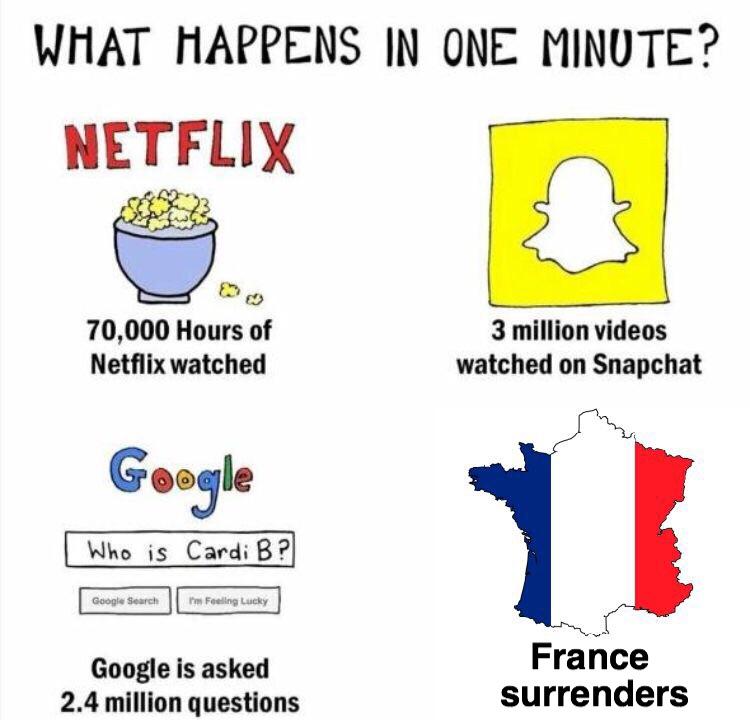 WHAT HAPPENS IN ONE MINUTE?
NETFLIX
70,000 Hours of
Netflix watched
3 million videos
watched on Snapchat
Google
Who is Cardi B?
Google Search
I'm Feeling Lucky
Google is asked
2.4 million questions
France
surrenders